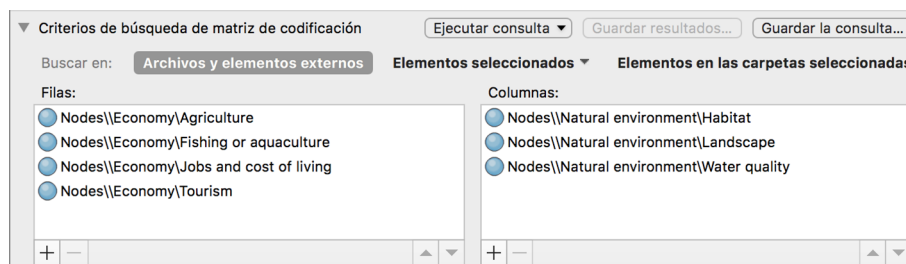 Criterios de búsqueda de matriz de codificación Ejecutar consulta Guardar resultados... Guardar la consulta...
Buscar en: Archivos y elementos externos Elementos seleccionados Elementos en las carpetas seleccionadas
Filas: Columnas:
Nodes\\Economy\Agriculture Nodes\\Natural environment\Habitat
Nodes\\Economy\Fishing or aquaculture Nodes\\Natural environment\Landscape
Nodes\\Economy\Jobs and cost of living Nodes\\Natural environment\Water quality
Nodes\\Economy\Tourism